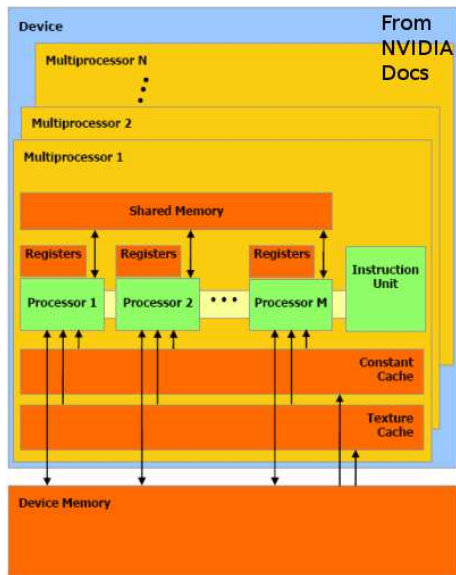 Device
From
NVIDIA
Docs
Multiprocessor N
Multiprocessor 2
Multiprocessor 1
Shared Memory
Registers
Registers
Registers
Processor 1
Processor 2
Processor M
Instruction
Unit
Constant
Cache
Texture
Cache
Device Memory